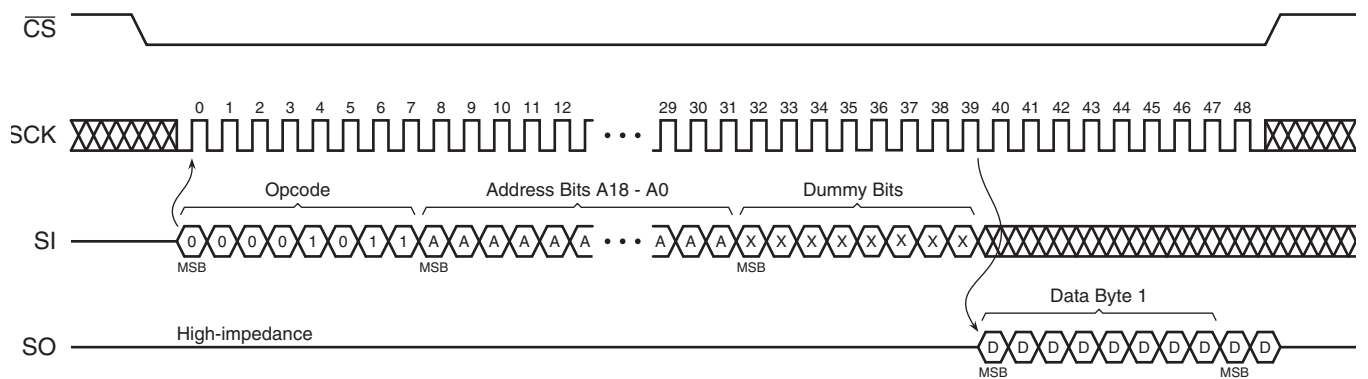 CS
0 1 2 3 4 5 6 7 8 9 10 11 12 29 30 31 32 33 34 35 36 37 38 39 40 41 42 43 44 45 46 47 48
SCK
Opcode Address Bits A18 - A0 Dummy Bits
SI 0 0 0 0 1 0 1 1 A A A A A A A A A X X X X X X X X
MSB MSB MSB
Data Byte 1
High-impedance
SO D D D D D D D D D D
MSB MSB